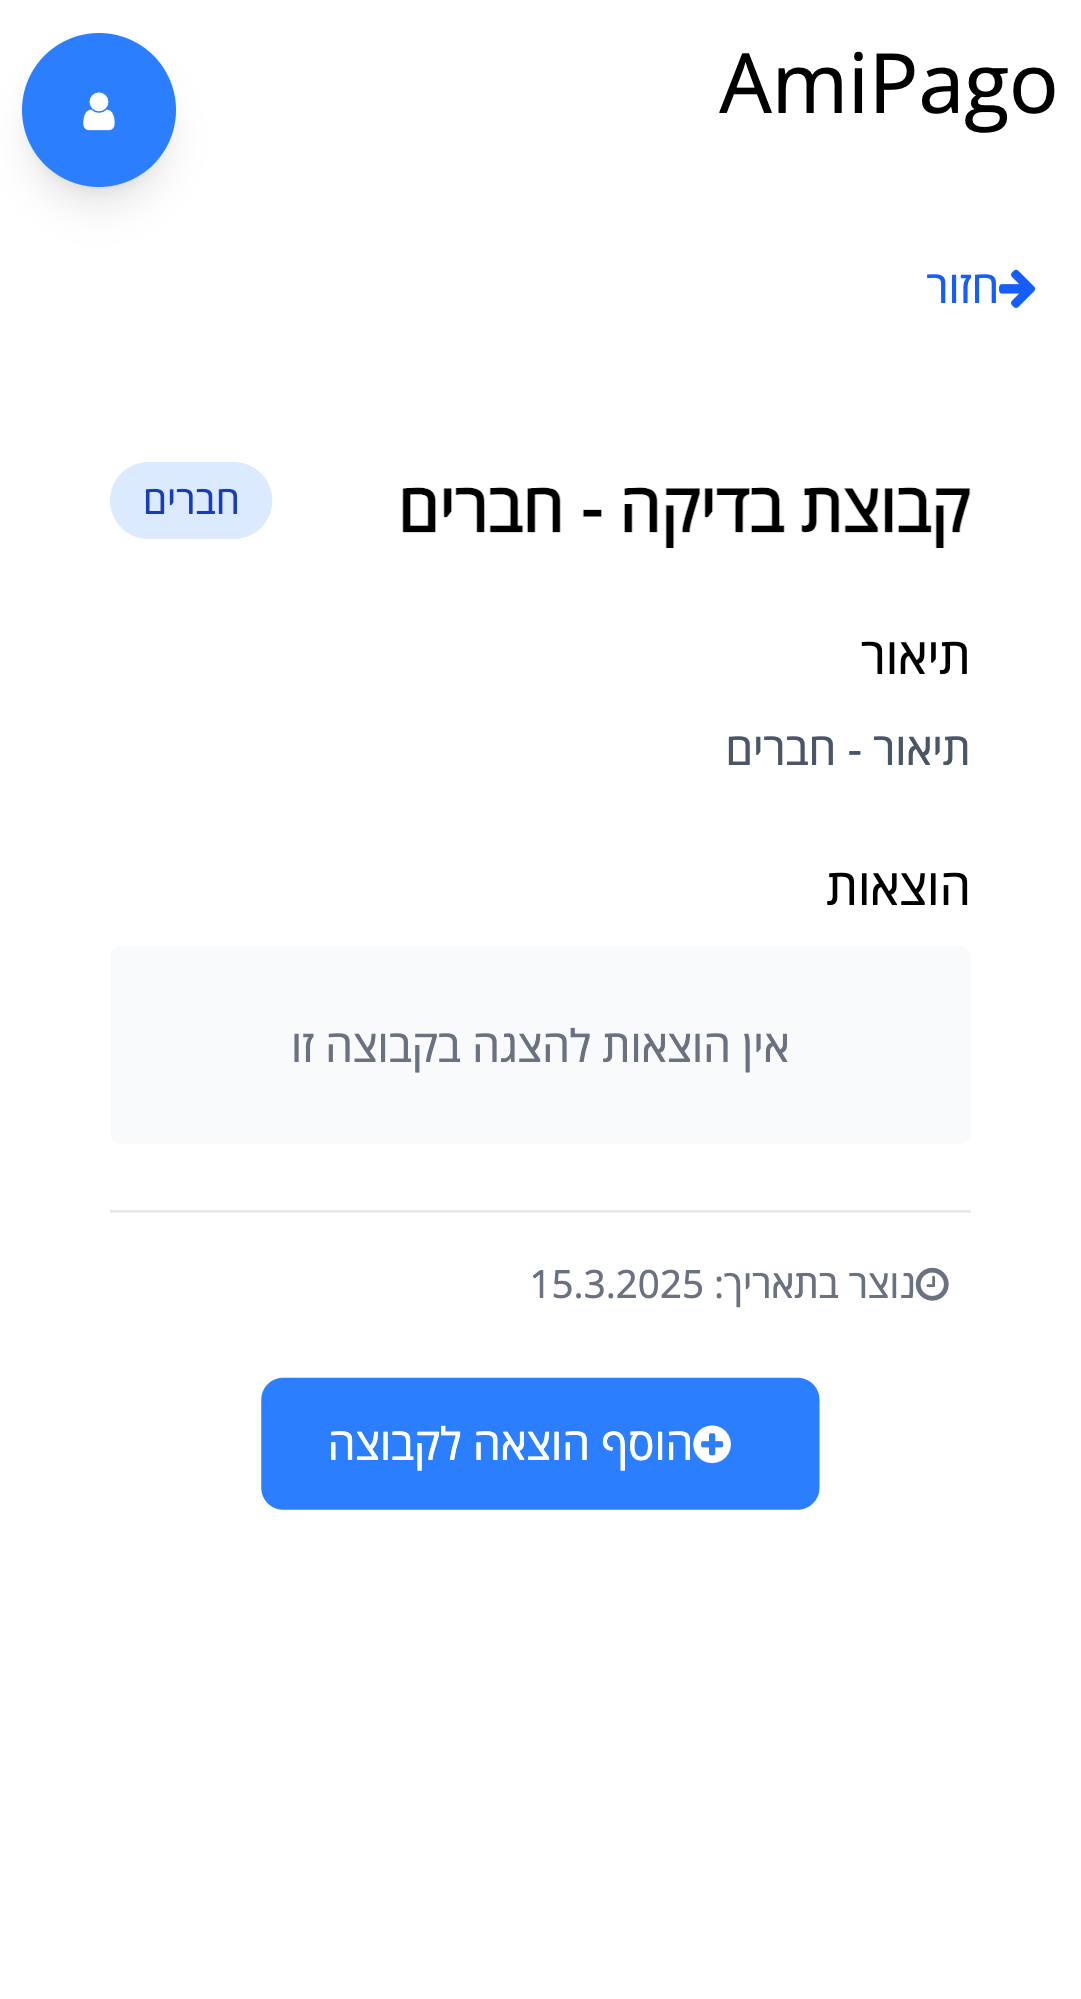 AmiPago
חזור
קבוצת בדיקה - חברים
חברים
תיאור
תיאור - חברים
הוצאות
אין הוצאות להצגה בקבוצה זו
נוצר בתאריך: 15.3.2025
הוסף הוצאה לקבוצה